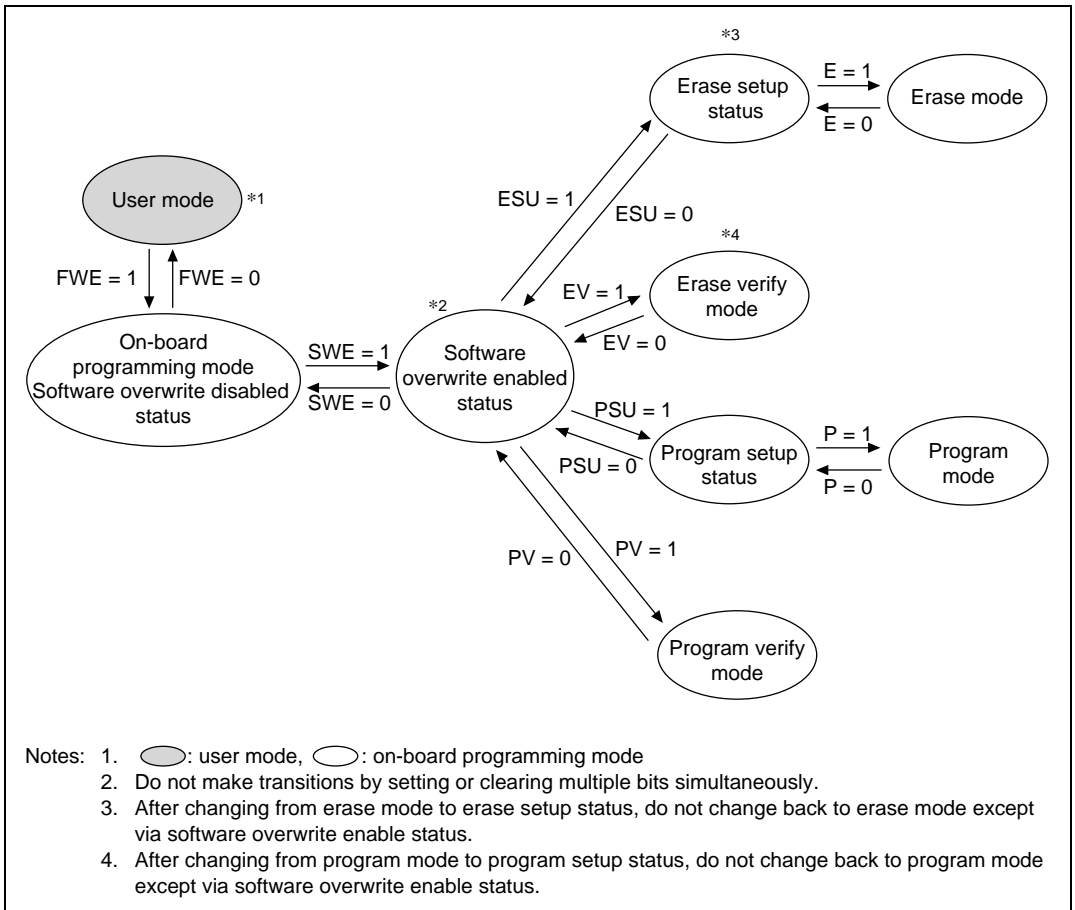 *3
Erase setup
status
E = 1
E = 0
Erase mode
User mode
*1
ESU = 1
ESU = 0
*4
FWE = 1
FWE = 0
EV = 1
EV = 0
Erase verify
mode
*2
On-board
programming mode
Software overwrite disabled
status
SWE = 1
SWE = 0
Software
overwrite enabled
status
PSU = 1
PSU = 0
Program setup
status
P = 1
P = 0
Program
mode
PV = 0
PV = 1
Program verify
mode
Notes: 1. : user mode, : on-board programming mode
2. Do not make transitions by setting or clearing multiple bits simultaneously.
3. After changing from erase mode to erase setup status, do not change back to erase mode except
via software overwrite enable status.
4. After changing from program mode to program setup status, do not change back to program mode
except via software overwrite enable status.